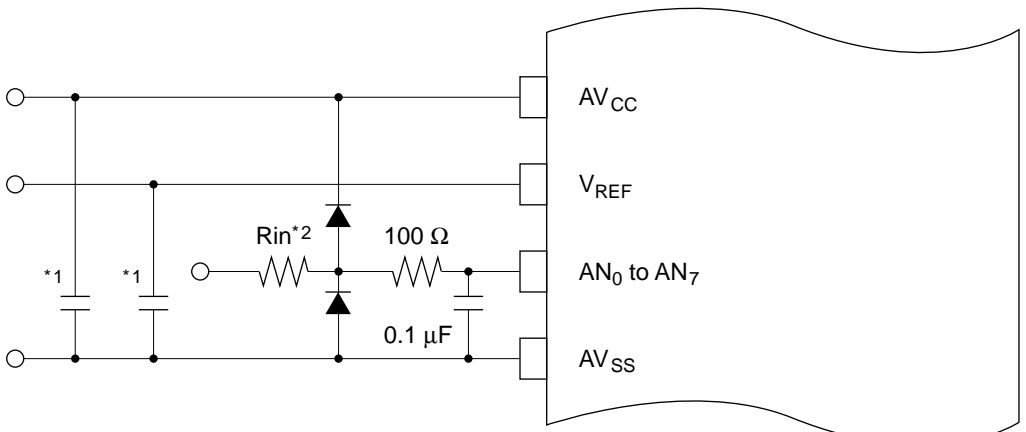 AVCC
VREF
Rin*2
100 Ω
*1
*1
AN0 to AN7
0.1 μF
AVSS